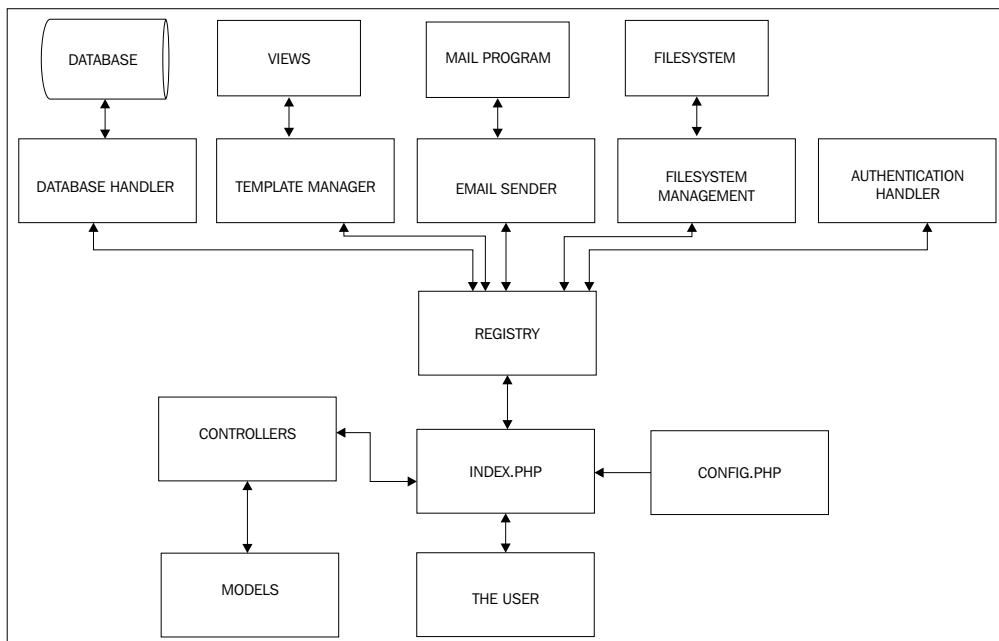 DATABASE
VIEWS
MAIL PROGRAM
FILESYSTEM
DATABASE HANDLER
TEMPLATE MANAGER
EMAIL SENDER
FILESYSTEM
MANAGEMENT
AUTHENTICATION
HANDLER
REGISTRY
CONTROLLERS
INDEX.PHP
CONFIG.PHP
MODELS
THE USER